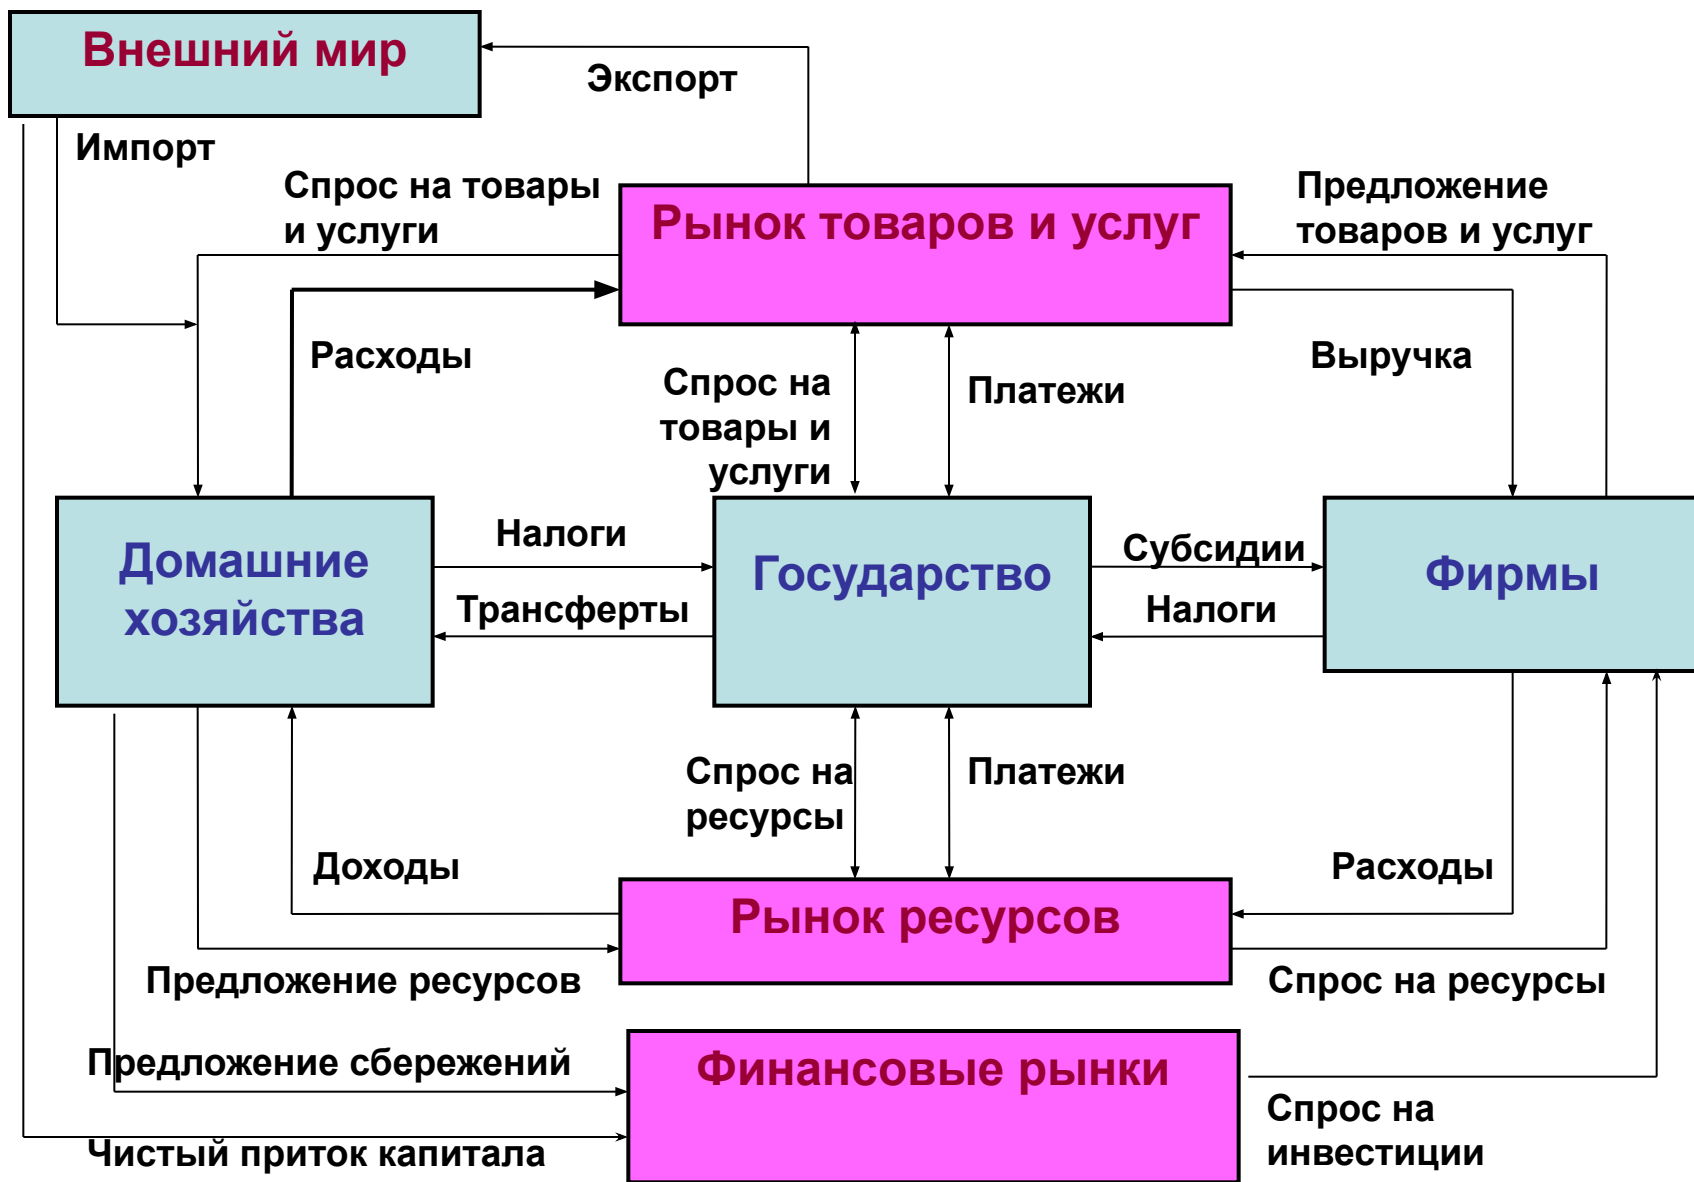 Внешний мир
Экспорт
Импорт
Спрос на товары
и услуги
Рынок товаров и услуг
Предложение
товаров и услуг
Расходы
Спрос на
товары и
услуги
Платежи
Выручка
Домашние
хозяйства
Налоги
Трансферты
Государство
Субсидии
Налоги
Фирмы
Спрос на
ресурсы
Платежи
Доходы
Расходы
Рынок ресурсов
Предложение ресурсов
Спрос на ресурсы
Предложение сбережений
Финансовые рынки
Чистый приток капитала
Спрос на
инвестиции